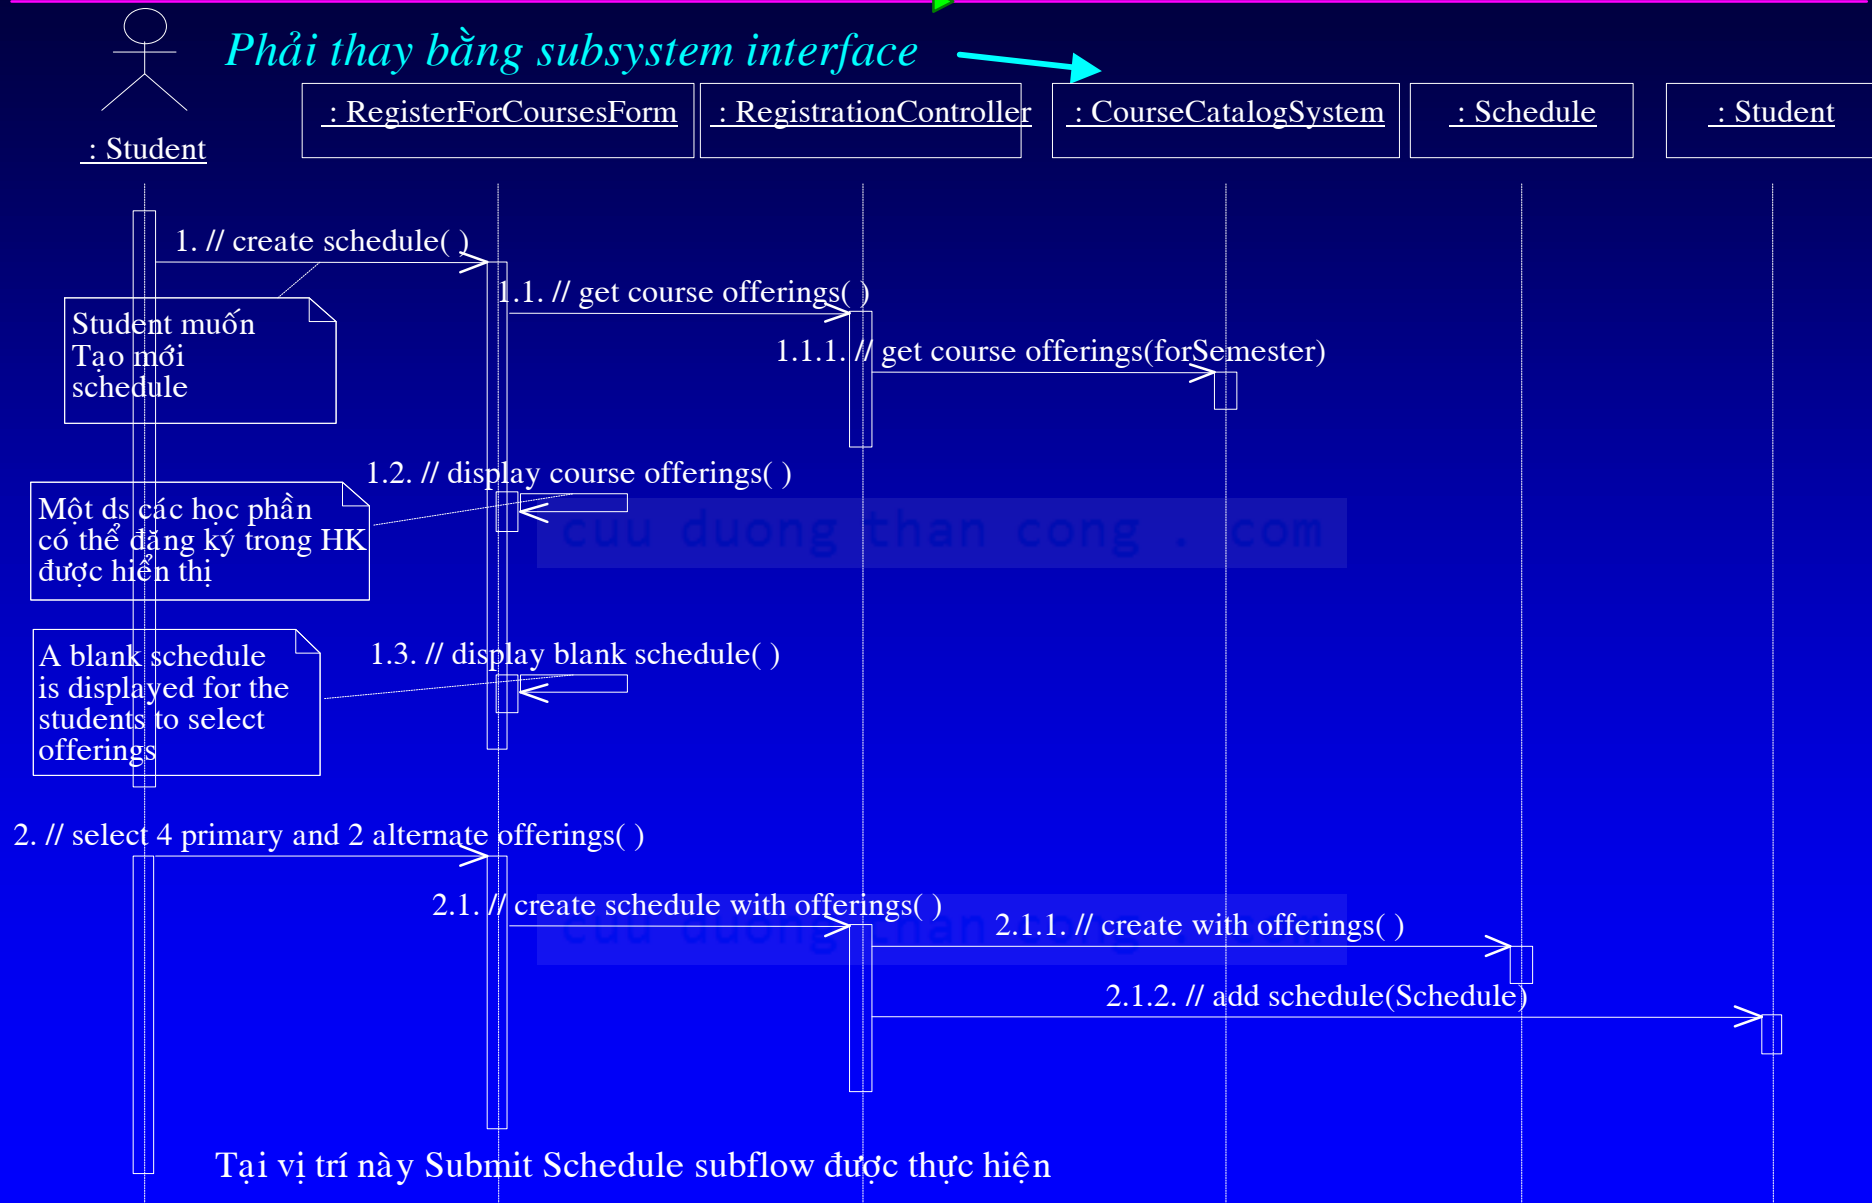 Phải thay bằng subsystem interface
: Student
: RegisterForCoursesForm
: RegistrationController
: CourseCatalogSystem
: Schedule
: Student
1. // create schedule( )
1.1. // get course offerings( )
Student muốn
Tạo mới
schedule
1.1.1. // get course offerings(forSemester)
1.2. // display course offerings( )
Một ds các học phần
có thể đăng ký trong HK
được hiển thị
cuu duong than cong . com
1.3. // display blank schedule( )
A blank schedule
is displayed for the
students to select
offerings
2. // select 4 primary and 2 alternate offerings( )
2.1. // create schedule with offerings( )
2.1.1. // create with offerings( )
cuu duong than cong . com
2.1.2. // add schedule(Schedule)
Tại vị trí này Submit Schedule subflow được thực hiện